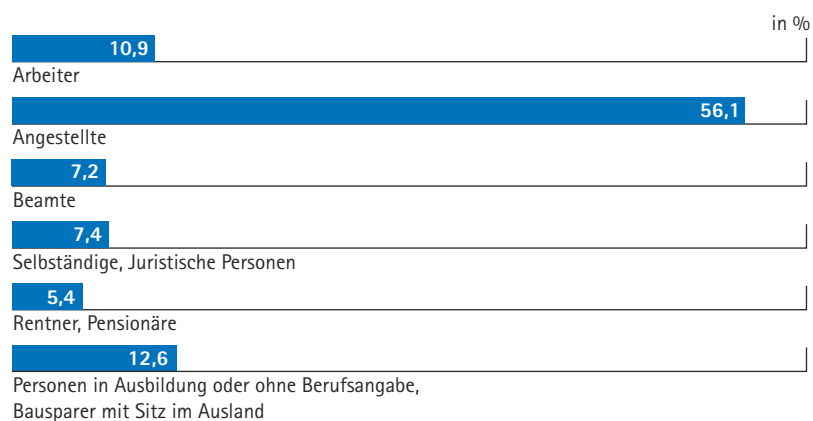 in %
10,9
Arbeiter
56,1
Angestellte
7,2
Beamte
7,4
Selbständige, Juristische Personen
5,4
Rentner, Pensionäre
12,6
Personen in Ausbildung oder ohne Berufsangabe,
Bausparer mit Sitz im Ausland